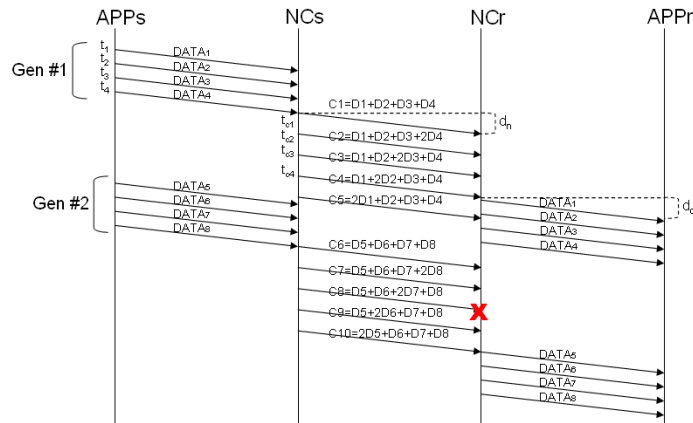 APPs NCs NCr APPr
Gen #1
t1 DATA1
t2 DATA2
t3 DATA3
t4 DATA4
C1=D1+D2+D3+D4
dn
tc1
C2=D1+D2+D3+2D4
tc2
C3=D1+D2+2D3+D4
tc3
C4=D1+2D2+D3+D4
tc4
C5=2D1+D2+D3+D4
DATA1
DATA2
DATA3
DATA4
Gen #2
DATA5
DATA6
DATA7
DATA8
C6=D5+D6+D7+D8
C7=D5+D6+D7+2D8
C8=D5+D6+2D7+D8
C9=D5+2D6+D7+D8
C10=2D5+D6+D7+D8
DATA5
DATA6
DATA7
DATA8